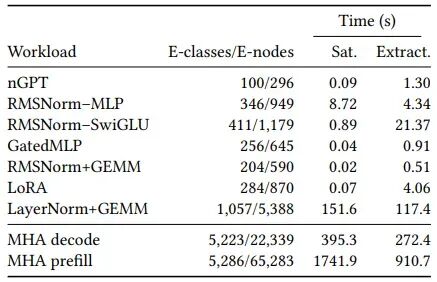 Time (s)
Workload E-classes/E-nodes Sat. Extract.
nGPT 100/296 0.09 1.30
RMSNorm–MLP 346/949 8.72 4.34
RMSNorm–SwiGLU 411/1,179 0.89 21.37
GatedMLP 256/645 0.04 0.91
RMSNorm+GEMM 204/590 0.02 0.51
LoRA 284/870 0.07 4.06
LayerNorm+GEMM 1,057/5,388 151.6 117.4
MHA decode 5,223/22,339 395.3 272.4
MHA prefill 5,286/65,283 1741.9 910.7